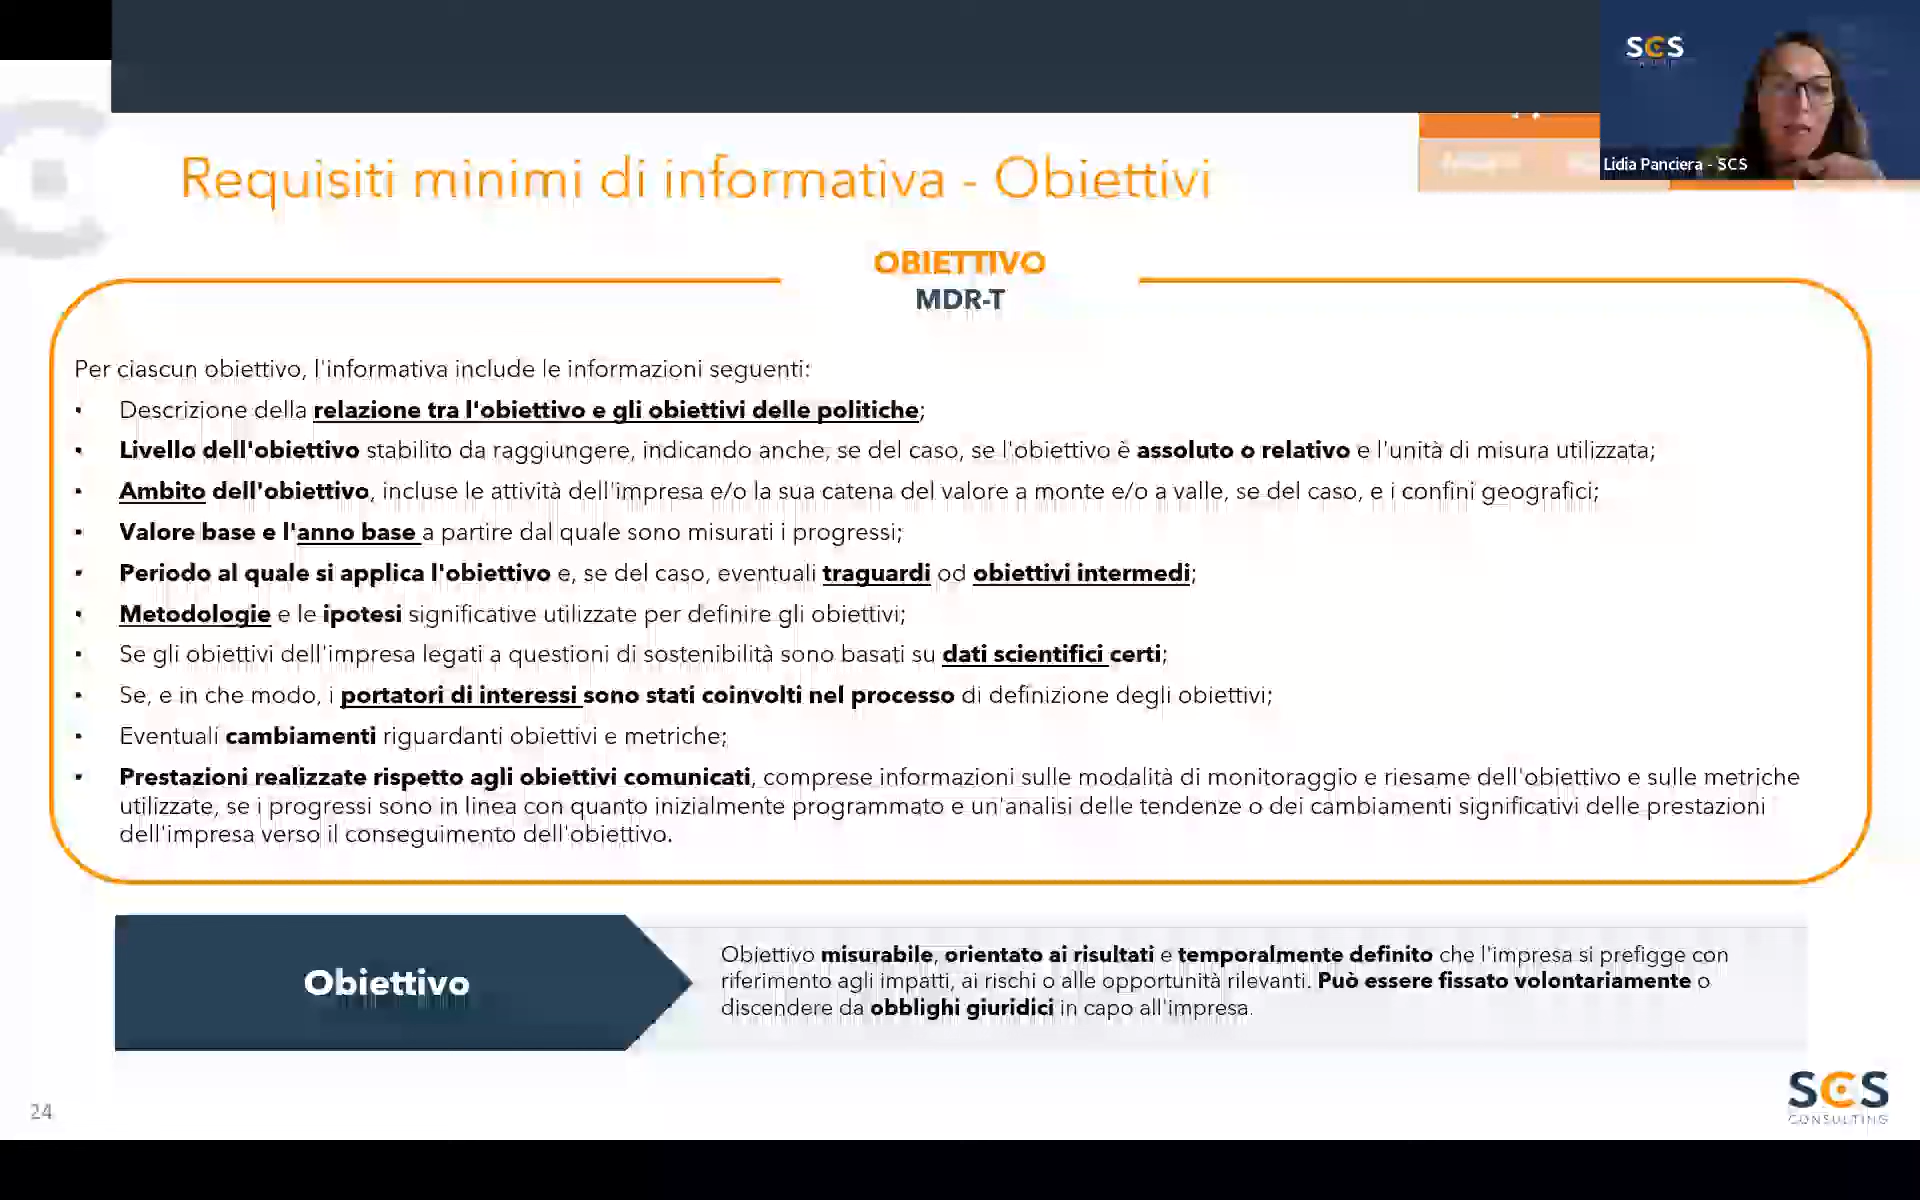 SCS
Lidia Panciera - SCS
Requisiti minimi di informativa - Obiettivi
OBIETTIVO
MDR-T
Per ciascun obiettivo, l'informativa include le informazioni seguenti:
• Descrizione della relazione tra l'obiettivo e gli obiettivi delle politiche;
• Livello dell'obiettivo stabilito da raggiungere, indicando anche, se del caso, se l'obiettivo è assoluto o relativo e l'unità di misura utilizzata;
• Ambito dell'obiettivo, incluse le attività dell'impresa e/o la sua catena del valore a monte e/o a valle, se del caso, e i confini geografici;
• Valore base e l'anno base a partire dal quale sono misurati i progressi;
• Periodo al quale si applica l'obiettivo e, se del caso, eventuali traguardi od obiettivi intermedi;
• Metodologie e le ipotesi significative utilizzate per definire gli obiettivi;
• Se gli obiettivi dell'impresa legati a questioni di sostenibilità sono basati su dati scientifici certi;
• Se, e in che modo, i portatori di interessi sono stati coinvolti nel processo di definizione degli obiettivi;
• Eventuali cambiamenti riguardanti obiettivi e metriche;
• Prestazioni realizzate rispetto agli obiettivi comunicati, comprese informazioni sulle modalità di monitoraggio e riesame dell'obiettivo e sulle metriche
utilizzate, se i progressi sono in linea con quanto inizialmente programmato e un'analisi delle tendenze o dei cambiamenti significativi delle prestazioni
dell'impresa verso il conseguimento dell'obiettivo.
Obiettivo
Obiettivo misurabile, orientato ai risultati e temporalmente definito che l'impresa si prefigge con
riferimento agli impatti, ai rischi o alle opportunità rilevanti. Può essere fissato volontariamente o
discendere da obblighi giuridici in capo all'impresa.
24
SCS
CONSULTING